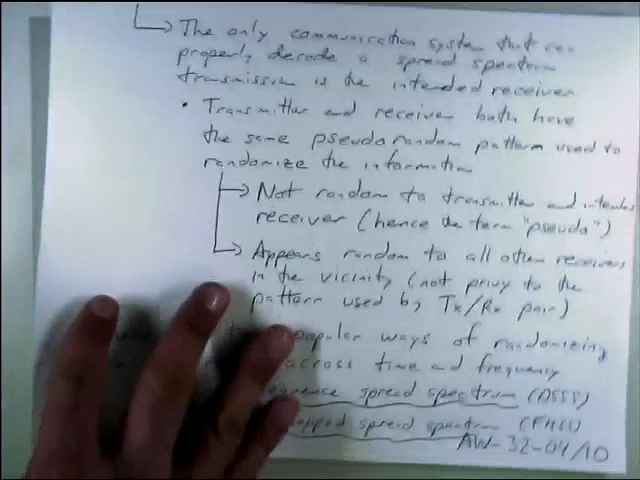 The only communication system that can
properly decode a spread spectrum
transmission is the intended receiver
• Transmitter and receiver both have
the same pseudorandom pattern used to
randomize the information
Not random to transmitter and intended
receiver (hence the term "pseudo")
Appears random to all other receivers
in the vicinity (not privy to the
pattern used by Tx/Rx pair)
popular ways of randomizing
across time and frequency
spread spectrum (DSSS)
spread spectrum (FHSS)
AW-32-04/10